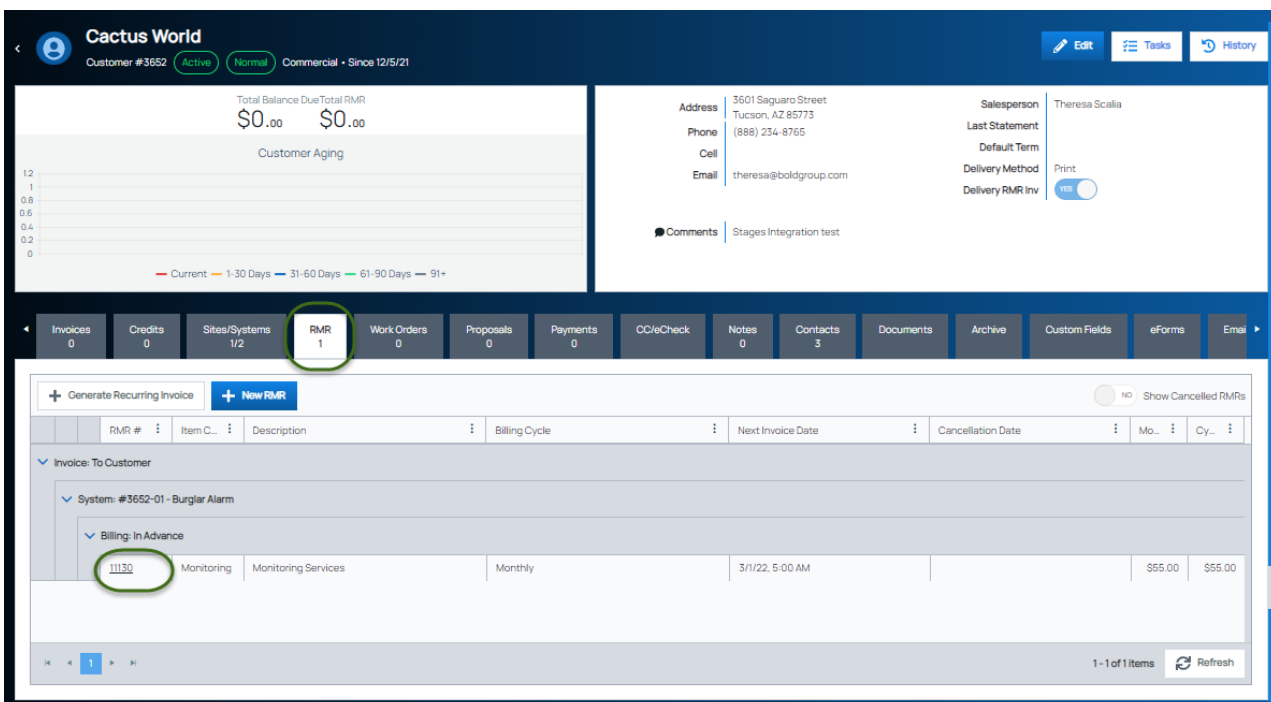 Cactus World
Customer #3652 Active Normal Commercial • Since 12/5/21
Edit Tasks History
Total Balance Due Total RMR
$0.00 $0.00
Customer Aging
1.2
1
0.8
0.6
0.4
0.2
0
Current 1-30 Days 31-60 Days 61-90 Days 91+
Address 3601 Saguaro Street
Tucson, AZ 85773
Phone (888) 234-8765
Cell
Email theresa@boldgroup.com
Comments Stages Integration test
Salesperson Theresa Scalia
Last Statement
Default Term
Delivery Method Print
Delivery RMR Inv YES
Invoices Credits Sites/Systems RMR Work Orders Proposals Payments CC/eCheck Notes Contacts Documents Archive Custom Fields eForms Emai
0 0 1/2 1 0 0 0 0 3
Generate Recurring Invoice New RMR NO Show Cancelled RMRs
RMR # Item C... Description Billing Cycle Next Invoice Date Cancellation Date Mo... Cy...
Invoice: To Customer
System: #3652-01 - Burglar Alarm
Billing: In Advance
11130 Monitoring Monitoring Services Monthly 3/1/22, 5:00 AM $55.00 $55.00
1 1 - 1 of 1 items Refresh